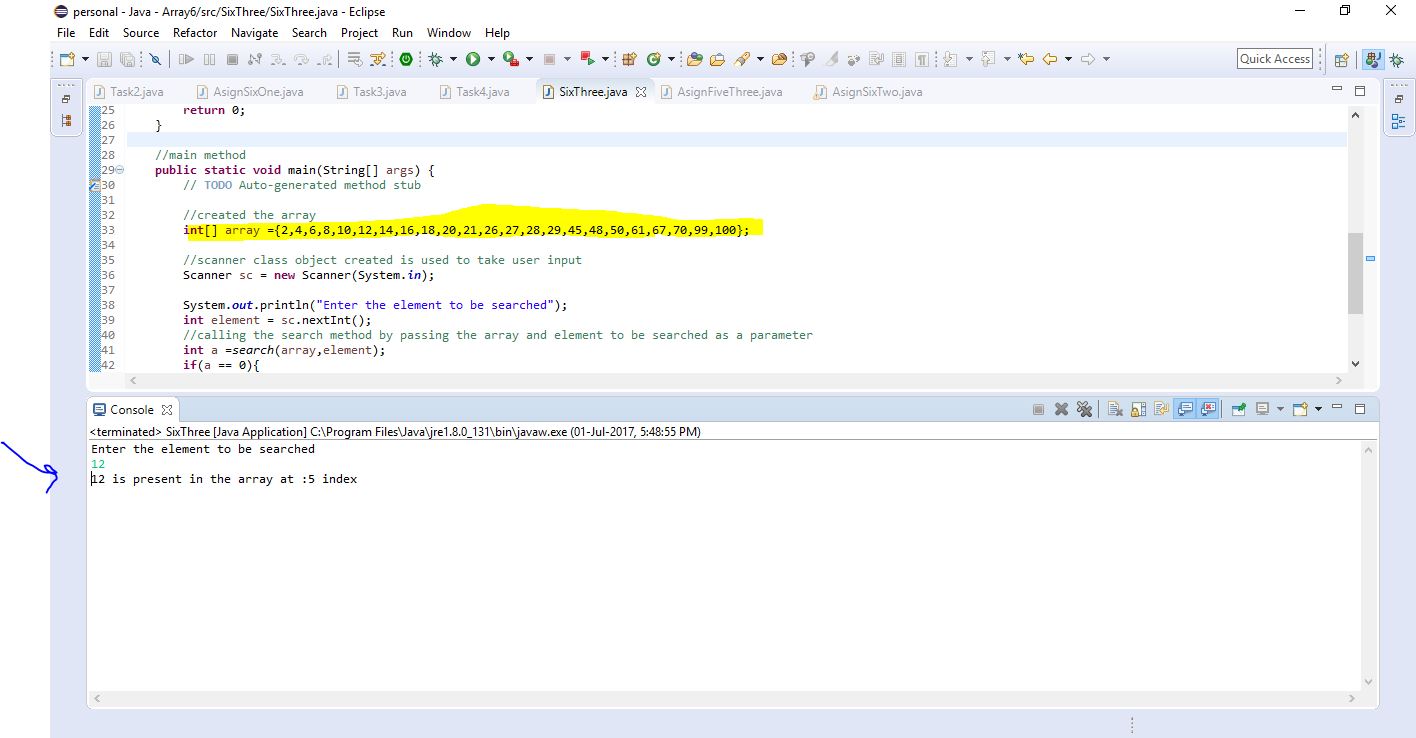 personal - Java - Array6/src/SixThree/SixThree.java - Eclipse
File Edit Source Refactor Navigate Search Project Run Window Help
Quick Access
Task2.java AsignSixOne.java Task3.java Task4.java SixThree.java AsignFiveThree.java AsignSixTwo.java
25 return 0;
26 }
27
28 //main method
29 public static void main(String[] args) {
30 // TODO Auto-generated method stub
31
32 //created the array
33 int[] array ={2,4,6,8,10,12,14,16,18,20,21,26,27,28,29,45,48,50,61,67,70,99,100};
34
35 //scanner class object created is used to take user input
36 Scanner sc = new Scanner(System.in);
37
38 System.out.println("Enter the element to be searched");
39 int element = sc.nextInt();
40 //calling the search method by passing the array and element to be searched as a parameter
41 int a =search(array,element);
42 if(a == 0){
Console
<terminated> SixThree [Java Application] C:\Program Files\Java\jre1.8.0_131\bin\javaw.exe (01-Jul-2017, 5:48:55 PM)
Enter the element to be searched
12
12 is present in the array at :5 index